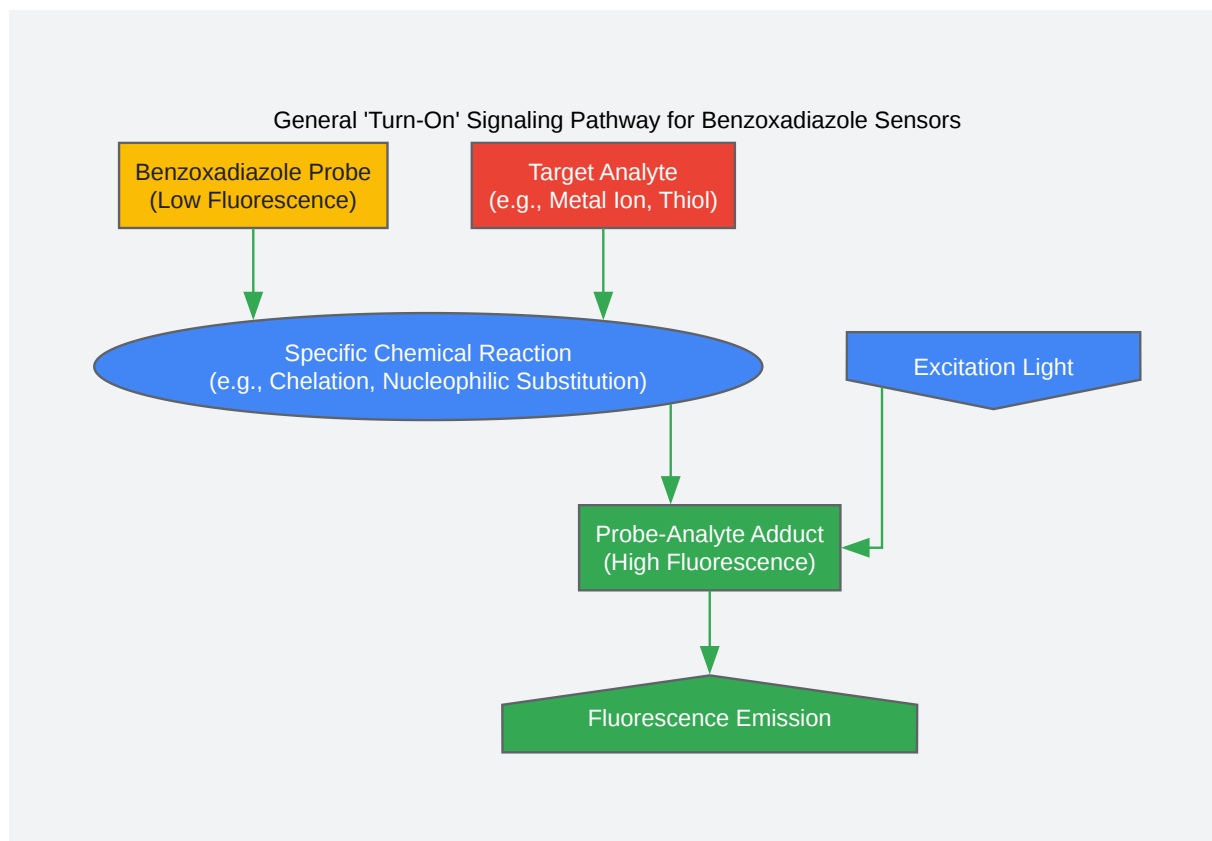 General 'Turn-On' Signaling Pathway for Benzoxadiazole Sensors
Benzoxadiazole Probe
(Low Fluorescence)
Target Analyte
(e.g., Metal Ion, Thiol)
Specific Chemical Reaction
(e.g., Chelation, Nucleophilic Substitution)
Excitation Light
Probe-Analyte Adduct
(High Fluorescence)
Fluorescence Emission